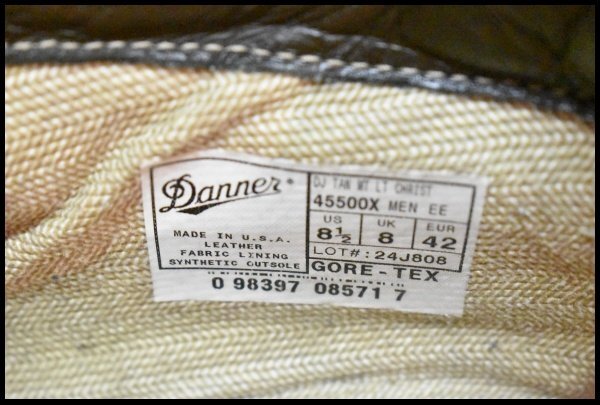 Danner®
MADE IN U.S.A.
LEATHER
FABRIC LINING
SYNTHETIC OUTSOLE
DJ TAN MT LT CHRIST
45500X MEN EE
US UK EUR
8½ 8 42
LOT#: 24J808
GORE-TEX
0 98397 08571 7